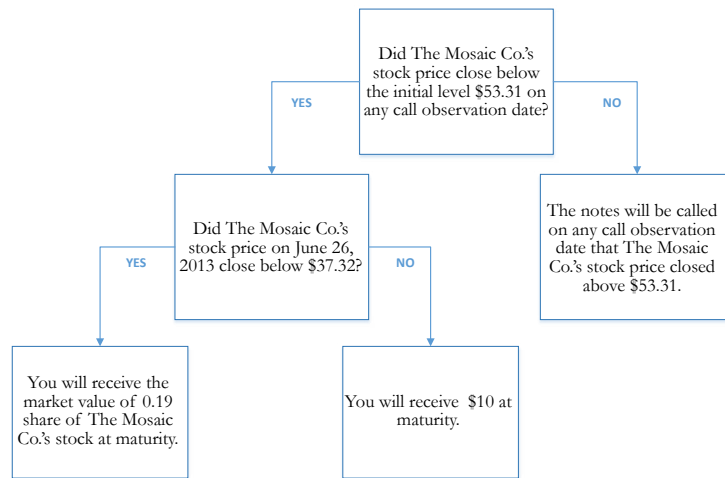 Did The Mosaic Co.'s
stock price close below
the initial level $53.31 on
any call observation date?
YES
NO
Did The Mosaic Co.'s
stock price on June 26,
2013 close below $37.32?
The notes will be called
on any call observation
date that The Mosaic
Co.'s stock price closed
above $53.31.
YES
NO
You will receive the
market value of 0.19
share of The Mosaic
Co.'s stock at maturity.
You will receive $10 at
maturity.